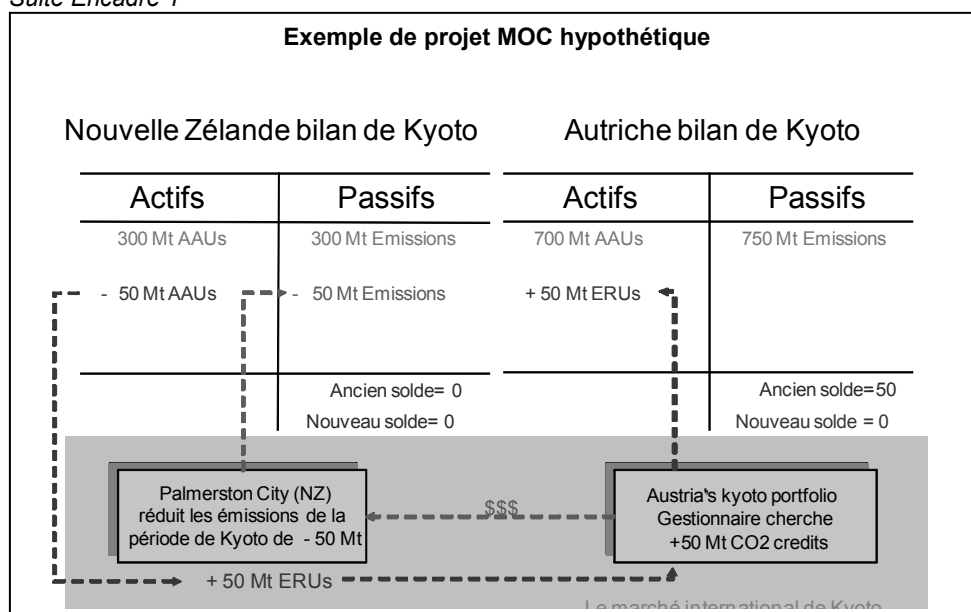 Suite Encadré 1
Exemple de projet MOC hypothétique
Nouvelle Zélande bilan de Kyoto
Autriche bilan de Kyoto
Actifs
Passifs
Actifs
Passifs
300 Mt AAUs
300 Mt Emissions
700 Mt AAUs
750 Mt Emissions
- 50 Mt AAUs
- 50 Mt Emissions
+ 50 Mt ERUs
Ancien solde= 0
Ancien solde=50
Nouveau solde= 0
Nouveau solde = 0
Palmerston City (NZ)
réduit les émissions de la
période de Kyoto de - 50 Mt
$$$
Austria's kyoto portfolio
Gestionnaire cherche
+50 Mt CO2 credits
+ 50 Mt ERUs
Le marché international de Kyoto